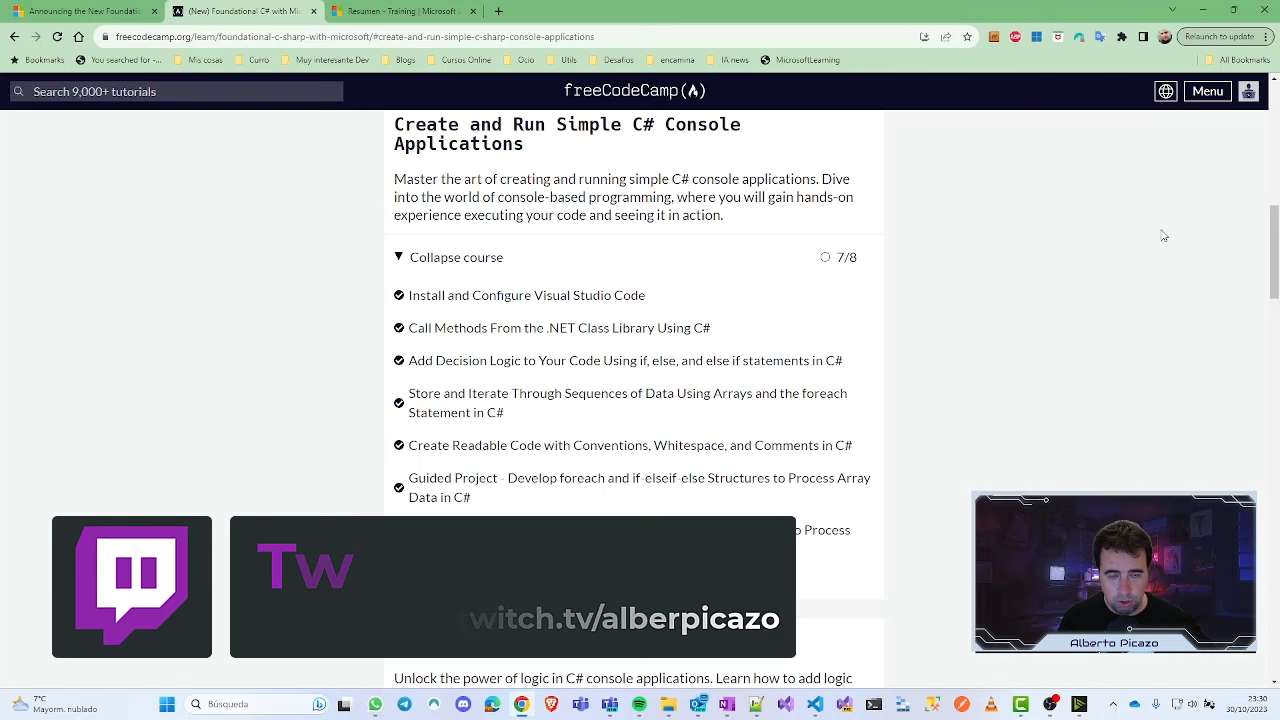 Announcing the New Foundatio
(New) Foundational C# with Mic
Resumen - Training | Microsoft L
freecodecamp.org/learn/foundational-c-sharp-with-microsoft/#create-and-run-simple-c-sharp-console-applications
Relaunch to update
Bookmarks
You searched for -...
Mis cosas
Curro
Muy interesante Dev
Blogs
Cursos Online
Ocio
Utils
Desafios
encamina
IA news
MicrosoftLearning
All Bookmarks
Search 9,000+ tutorials
freeCodeCamp
Menu
Create and Run Simple C# Console
Applications
Master the art of creating and running simple C# console applications. Dive
into the world of console-based programming, where you will gain hands-on
experience executing your code and seeing it in action.
Collapse course
7/8
Install and Configure Visual Studio Code
Call Methods From the .NET Class Library Using C#
Add Decision Logic to Your Code Using if, else, and else if statements in C#
Store and Iterate Through Sequences of Data Using Arrays and the foreach
Statement in C#
Create Readable Code with Conventions, Whitespace, and Comments in C#
Guided Project - Develop foreach and if-elseif-else Structures to Process Array
Data in C#
to Process
Tw
twitch.tv/alberpicazo
Alberto Picazo
Unlock the power of logic in C# console applications. Learn how to add logic
7°C
Mayorm. nublado
Búsqueda
23:30
30/10/2023